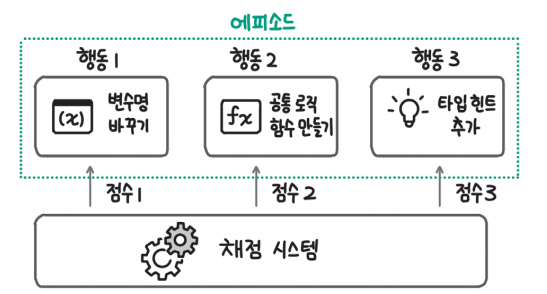 에피소드
행동 1
행동 2
행동 3
(x)
변수명
바꾸기
fx
공통 로직
함수 만들기
타입 힌트
추가
점수 1
점수 2
점수 3
채점 시스템